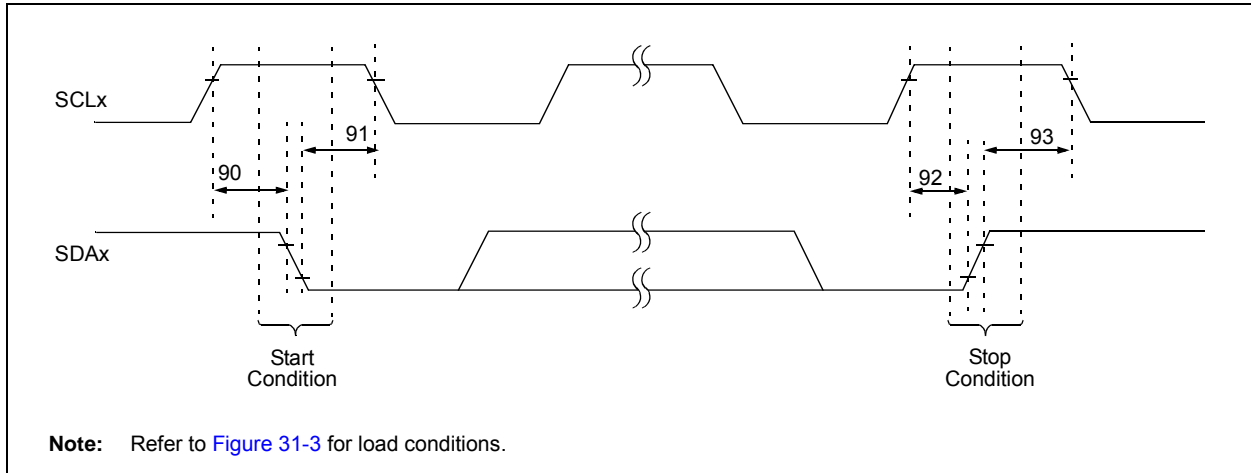 SCLx
91
93
90
92
SDAx
Start
Condition
Stop
Condition
Note: Refer to Figure 31-3 for load conditions.